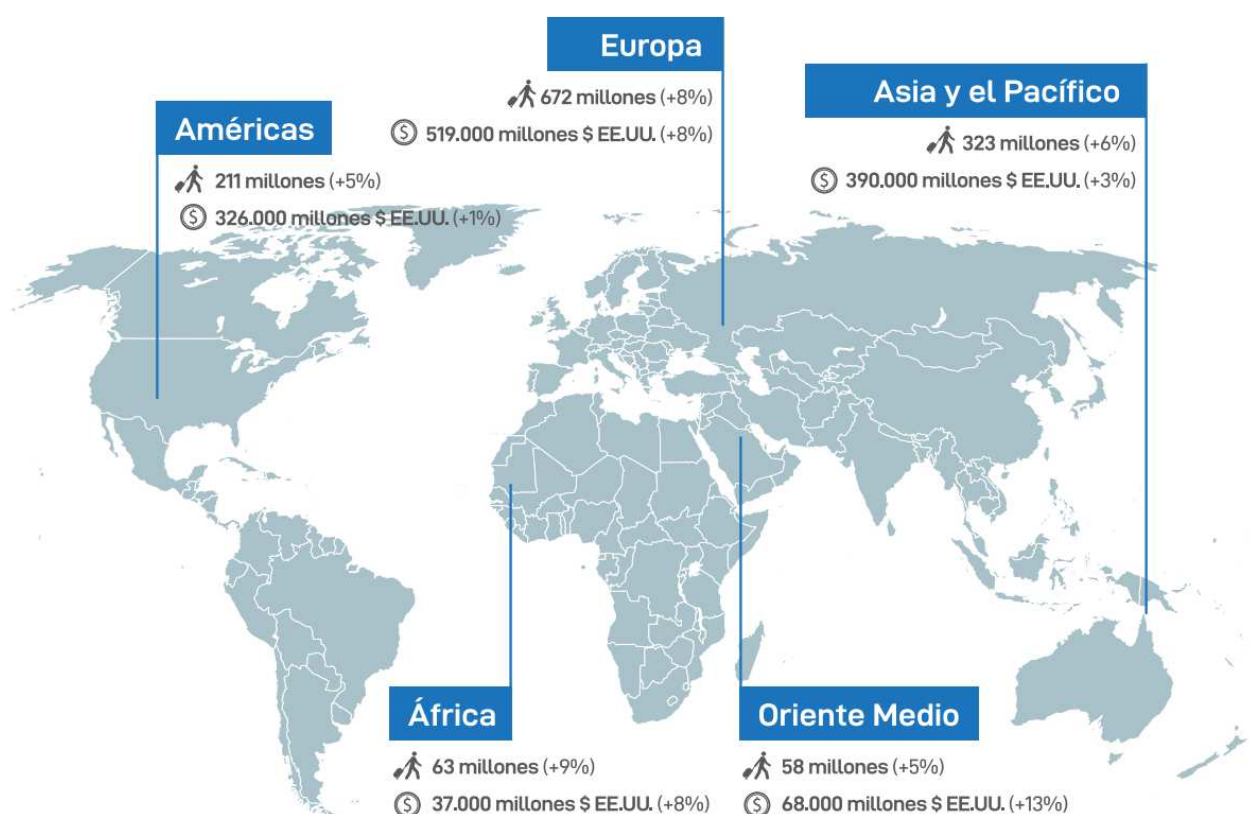 Europa
672 millones (+8%)
519.000 millones $ EE.UU. (+8%)
Asia y el Pacífico
323 millones (+6%)
390.000 millones $ EE.UU. (+3%)
Américas
211 millones (+5%)
326.000 millones $ EE.UU. (+1%)
África
63 millones (+9%)
37.000 millones $ EE.UU. (+8%)
Oriente Medio
58 millones (+5%)
68.000 millones $ EE.UU. (+13%)